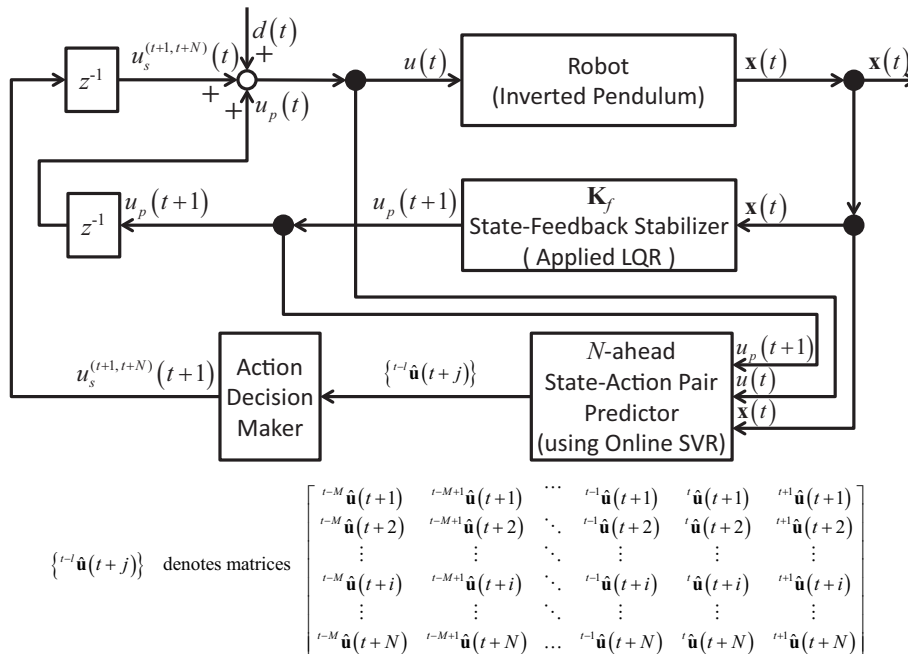 d(t)
+
u_s^{(t+1, t+N)}(t)
z^{-1}
+
+
u_p(t)
u(t)
Robot
(Inverted Pendulum)
x(t)
x(t)
z^{-1}
u_p(t+1)
u_p(t+1)
K_f
State-Feedback Stabilizer
( Applied LQR )
x(t)
u_s^{(t+1, t+N)}(t+1)
Action
Decision
Maker
{^{t-l}û(t+j)}
N-ahead
State-Action Pair
Predictor
(using Online SVR)
u_p(t+1)
u(t)
x(t)
{^{t-l}û(t+j)} denotes matrices
^{t-M}û(t+1) ^{t-M+1}û(t+1) ⋯ ^{t-1}û(t+1) ^{t}û(t+1) ^{t+1}û(t+1)
^{t-M}û(t+2) ^{t-M+1}û(t+2) ⋱ ^{t-1}û(t+2) ^{t}û(t+2) ^{t+1}û(t+2)
⋮ ⋮ ⋱ ⋮ ⋮ ⋮
^{t-M}û(t+i) ^{t-M+1}û(t+i) ⋱ ^{t-1}û(t+i) ^{t}û(t+i) ^{t+1}û(t+i)
⋮ ⋮ ⋱ ⋮ ⋮ ⋮
^{t-M}û(t+N) ^{t-M+1}û(t+N) … ^{t-1}û(t+N) ^{t}û(t+N) ^{t+1}û(t+N)